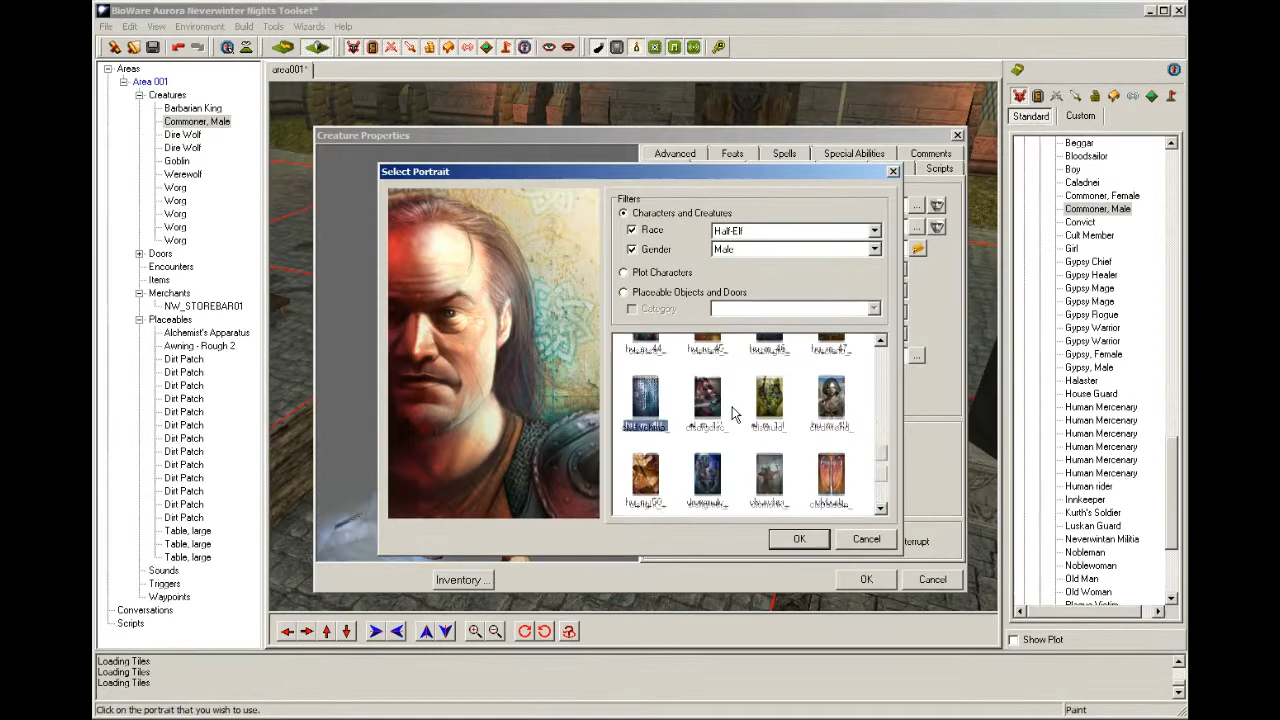 BioWare Aurora Neverwinter Nights Toolset*
File Edit View Environment Build Tools Wizards Help
area001*
Areas
Area 001
Creatures
Barbarian King
Commoner, Male
Dire Wolf
Dire Wolf
Goblin
Werewolf
Worg
Worg
Worg
Worg
Worg
Doors
Encounters
Items
Merchants
NW_STOREBAR01
Placeables
Alchemist's Apparatus
Awning - Rough 2
Dirt Patch
Dirt Patch
Dirt Patch
Dirt Patch
Dirt Patch
Dirt Patch
Dirt Patch
Dirt Patch
Dirt Patch
Dirt Patch
Dirt Patch
Dirt Patch
Dirt Patch
Table, large
Table, large
Table, large
Sounds
Triggers
Waypoints
Conversations
Scripts
Creature Properties
Advanced Feats Spells Special Abilities Comments
Scripts
Select Portrait
Filters
Characters and Creatures
Race Half-Elf
Gender Male
Plot Characters
Placeable Objects and Doors
Category
OK Cancel
terrupt
Inventory ... OK Cancel
Standard Custom
Beggar
Bloodsailor
Boy
Caladnei
Commoner, Female
Commoner, Male
Convict
Cult Member
Girl
Gypsy Chief
Gypsy Healer
Gypsy Mage
Gypsy Mage
Gypsy Rogue
Gypsy Warrior
Gypsy, Female
Gypsy, Male
Halaster
House Guard
Human Mercenary
Human Mercenary
Human Mercenary
Human Mercenary
Human Mercenary
Human rider
Innkeeper
Kurth's Soldier
Luskan Guard
Neverwinter Militia
Nobleman
Noblewoman
Old Man
Old Woman
Plague Victim
Show Plot
Loading Tiles
Loading Tiles
Loading Tiles
Click on the portrait that you wish to use. Paint